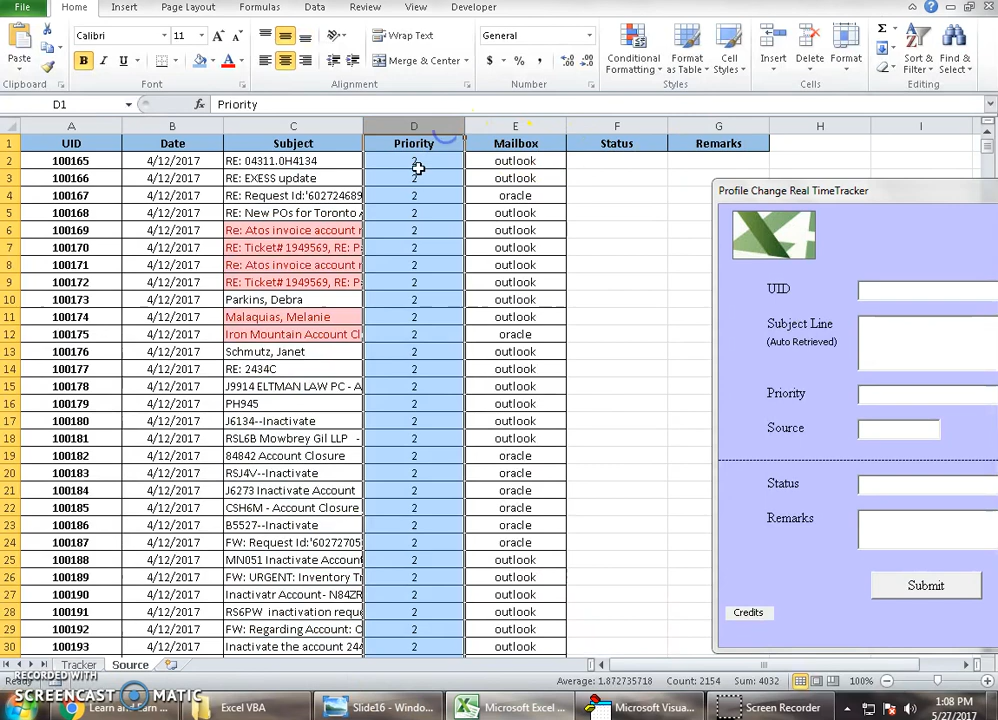 File Home Insert Page Layout Formulas Data Review View Developer
Calibri 11 Wrap Text General
Paste B I U Merge & Center $ % , Conditional Formatting Format as Table Cell Styles Insert Delete Format Sort & Filter Find & Select
Clipboard Font Alignment Number Styles Cells Editing
D1 fx Priority
A B C D E F G H I
1 UID Date Subject Priority Mailbox Status Remarks
2 100165 4/12/2017 RE: 04311.0H4134 2 outlook
3 100166 4/12/2017 RE: EXESS update 2 outlook
4 100167 4/12/2017 RE: Request Id:'602724689 2 oracle
5 100168 4/12/2017 RE: New POs for Toronto 2 outlook
6 100169 4/12/2017 Re: Atos invoice account 2 outlook
7 100170 4/12/2017 RE: Ticket# 1949569, RE: P 2 outlook
8 100171 4/12/2017 Re: Atos invoice account 2 outlook
9 100172 4/12/2017 RE: Ticket# 1949569, RE: P 2 outlook
10 100173 4/12/2017 Parkins, Debra 2 outlook
11 100174 4/12/2017 Malaquias, Melanie 2 outlook
12 100175 4/12/2017 Iron Mountain Account Cl 2 oracle
13 100176 4/12/2017 Schmutz, Janet 2 outlook
14 100177 4/12/2017 RE: 2434C 2 outlook
15 100178 4/12/2017 J9914 ELTMAN LAW PC - A 2 outlook
16 100179 4/12/2017 PH945 2 outlook
17 100180 4/12/2017 J6134--Inactivate 2 outlook
18 100181 4/12/2017 RSL6B Mowbrey Gil LLP - 2 outlook
19 100182 4/12/2017 84842 Account Closure 2 oracle
20 100183 4/12/2017 RSJ4V--Inactivate 2 outlook
21 100184 4/12/2017 J6273 Inactivate Account 2 oracle
22 100185 4/12/2017 CSH6M - Account Closure 2 oracle
23 100186 4/12/2017 B5527--Inactivate 2 oracle
24 100187 4/12/2017 FW: Request Id:'60272705 2 oracle
25 100188 4/12/2017 MN051 Inactivate Account 2 outlook
26 100189 4/12/2017 FW: URGENT: Inventory Tr 2 outlook
27 100190 4/12/2017 Inactivatr Account- N84ZR 2 outlook
28 100191 4/12/2017 RS6PW inactivation reque 2 outlook
29 100192 4/12/2017 FW: Regarding Account: 2 outlook
30 100193 4/12/2017 Inactivate the account 244 2 outlook
Profile Change Real TimeTracker
UID
Subject Line
(Auto Retrieved)
Priority
Source
Status
Remarks
Submit
Credits
Tracker Source
Average: 1.872735718 Count: 2154 Sum: 4032 100%
RECORDED WITH
SCREENCAST MATIC
Learn and Excel VBA Slide16 - Windo... Microsoft Excel ... Microsoft Visua... Screen Recorder 1:08 PM
5/27/2017